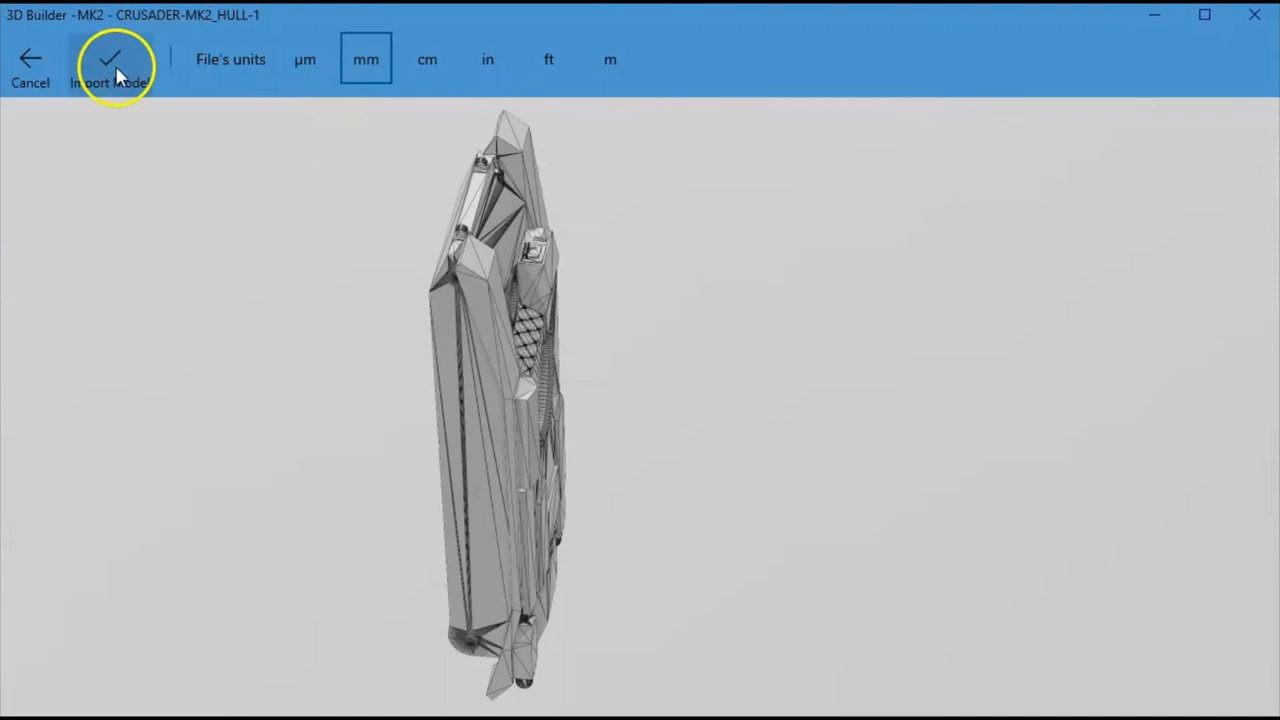 3D Builder - MK2 - CRUSADER-MK2_HULL-1
File's units µm mm cm in ft m
Cancel Import Model